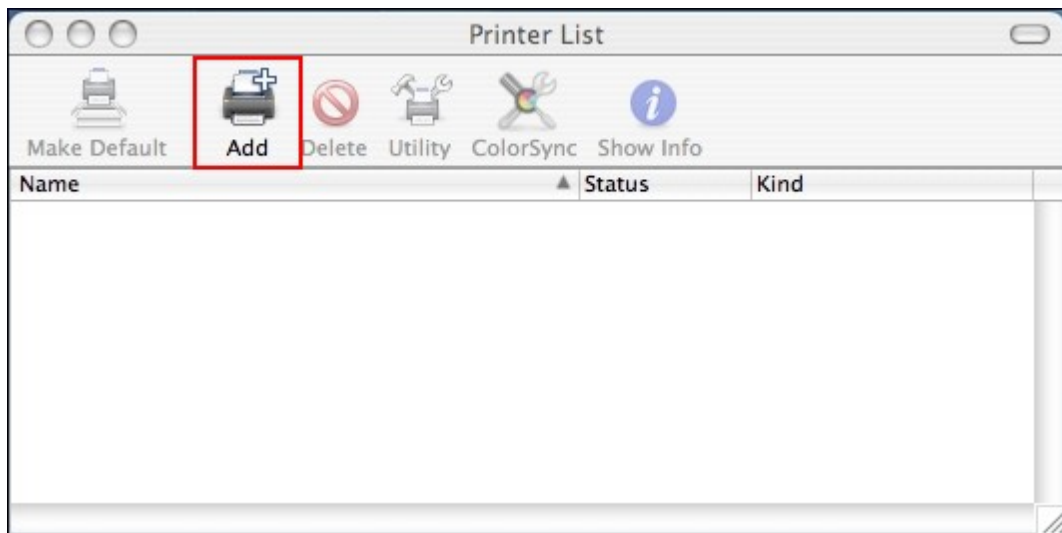 Printer List
Make Default Add Delete Utility ColorSync Show Info
Name Status Kind